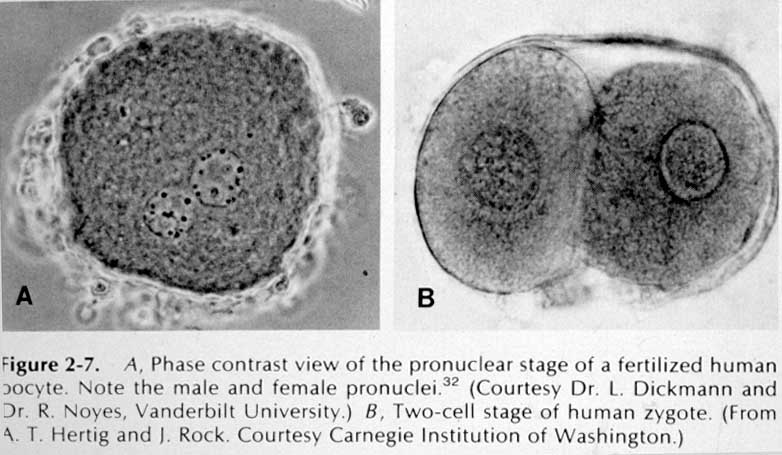 A
B
Figure 2-7. A, Phase contrast view of the pronuclear stage of a fertilized human
oocyte. Note the male and female pronuclei.32 (Courtesy Dr. L. Dickmann and
Dr. R. Noyes, Vanderbilt University.) B, Two-cell stage of human zygote. (From
A. T. Hertig and J. Rock. Courtesy Carnegie Institution of Washington.)